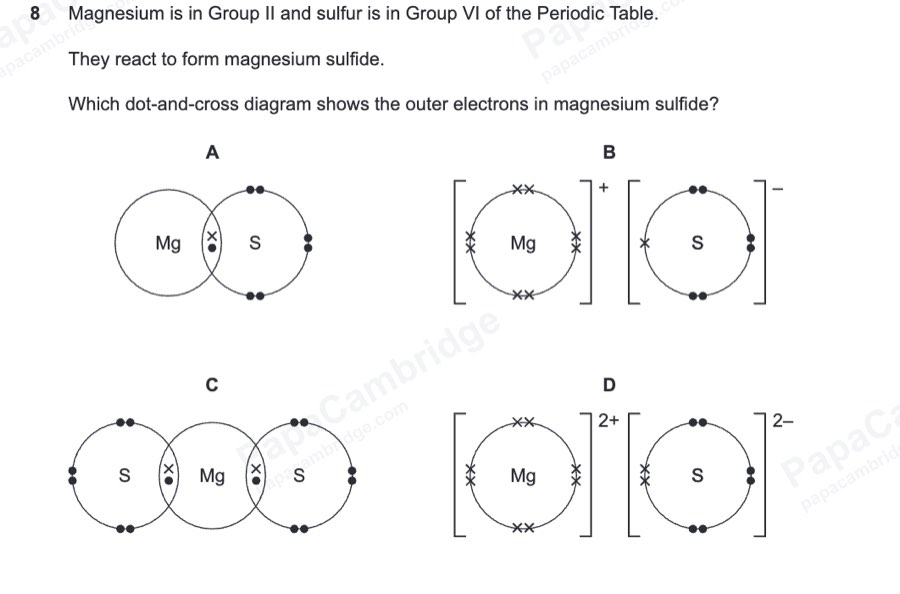 8 Magnesium is in Group II and sulfur is in Group VI of the Periodic Table.
They react to form magnesium sulfide.
Which dot-and-cross diagram shows the outer electrons in magnesium sulfide?
A B
Mg S Mg + S –
C D
S Mg S Mg 2+ S 2–
PapaCambridge
papacambridge.com